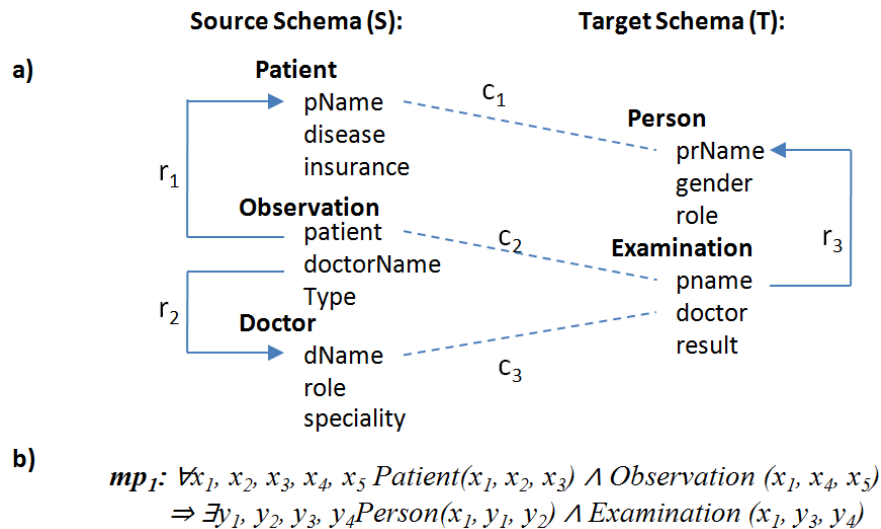 Source Schema (S): Target Schema (T):
a)
Patient
pName
disease
insurance
c1
Person
prName
gender
role
r1
Observation
patient
doctorName
Type
c2
Examination
pname
doctor
result
r3
r2
Doctor
dName
role
speciality
c3
b)
mp1: ∀x1, x2, x3, x4, x5 Patient(x1, x2, x3) Λ Observation (x1, x4, x5)
⇒ ∃y1, y2, y3, y4Person(x1, y1, y2) Λ Examination (x1, y3, y4)